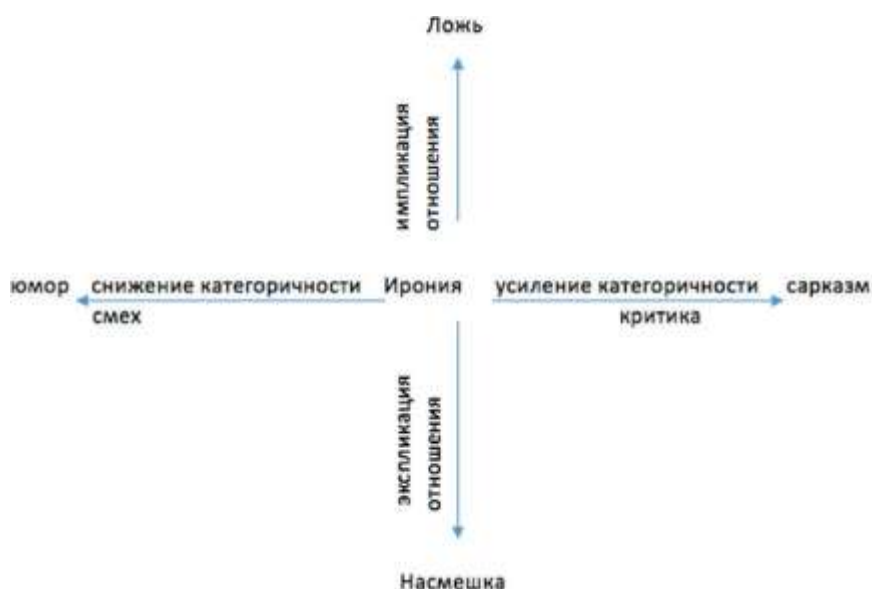 Ложь
импликация
отношения
юмор снижение категоричности Ирония усиление категоричности сарказм
смех критика
экспликация
отношения
Насмешка